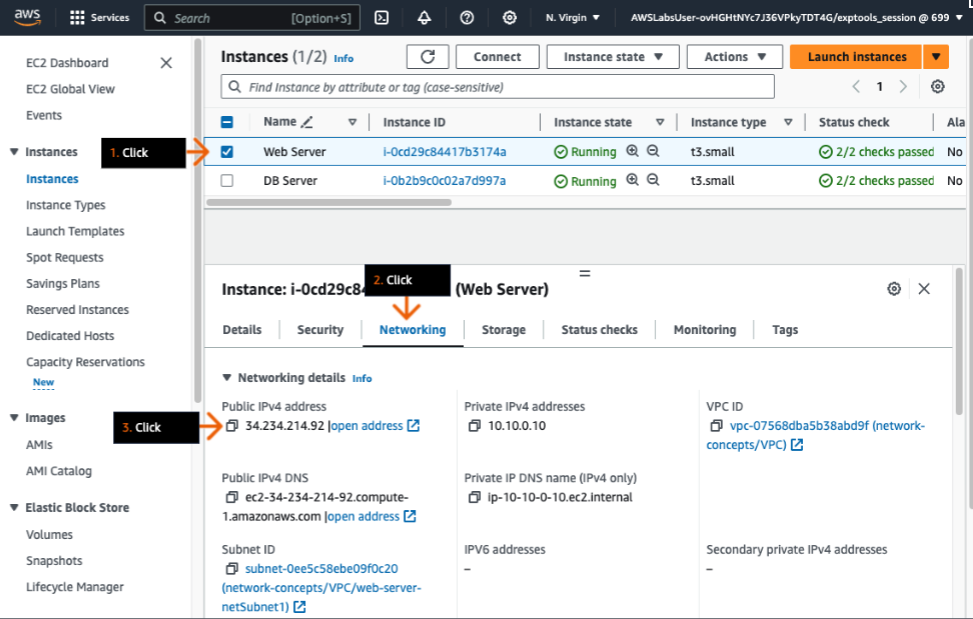 aws Services Search [Option+S] N. Virgin AWSLabsUser-ovHGHtNYc7J36VPkyTDT4G/exptools_session @ 699
EC2 Dashboard
EC2 Global View
Events
Instances
Instances
Instance Types
Launch Templates
Spot Requests
Savings Plans
Reserved Instances
Dedicated Hosts
Capacity Reservations
New
Images
AMIs
AMI Catalog
Elastic Block Store
Volumes
Snapshots
Lifecycle Manager
Instances (1/2) Info Connect Instance state Actions Launch instances
Find Instance by attribute or tag (case-sensitive) 1
Name Instance ID Instance state Instance type Status check Ala
1. Click
Web Server i-0cd29c84417b3174a Running t3.small 2/2 checks passed No
DB Server i-0b2b9c0c02a7d997a Running t3.small 2/2 checks passed No
2. Click
Instance: i-0cd29c84 (Web Server)
Details Security Networking Storage Status checks Monitoring Tags
Networking details Info
Public IPv4 address
3. Click
34.234.214.92 |open address
Public IPv4 DNS
ec2-34-234-214-92.compute-
1.amazonaws.com |open address
Subnet ID
subnet-0ee5c58ebe09f0c20
(network-concepts/VPC/web-server-
netSubnet1)
Private IPv4 addresses
10.10.0.10
Private IP DNS name (IPv4 only)
ip-10-10-0-10.ec2.internal
IPV6 addresses
–
VPC ID
vpc-07568dba5b38abd9f (network-
concepts/VPC)
Secondary private IPv4 addresses
–